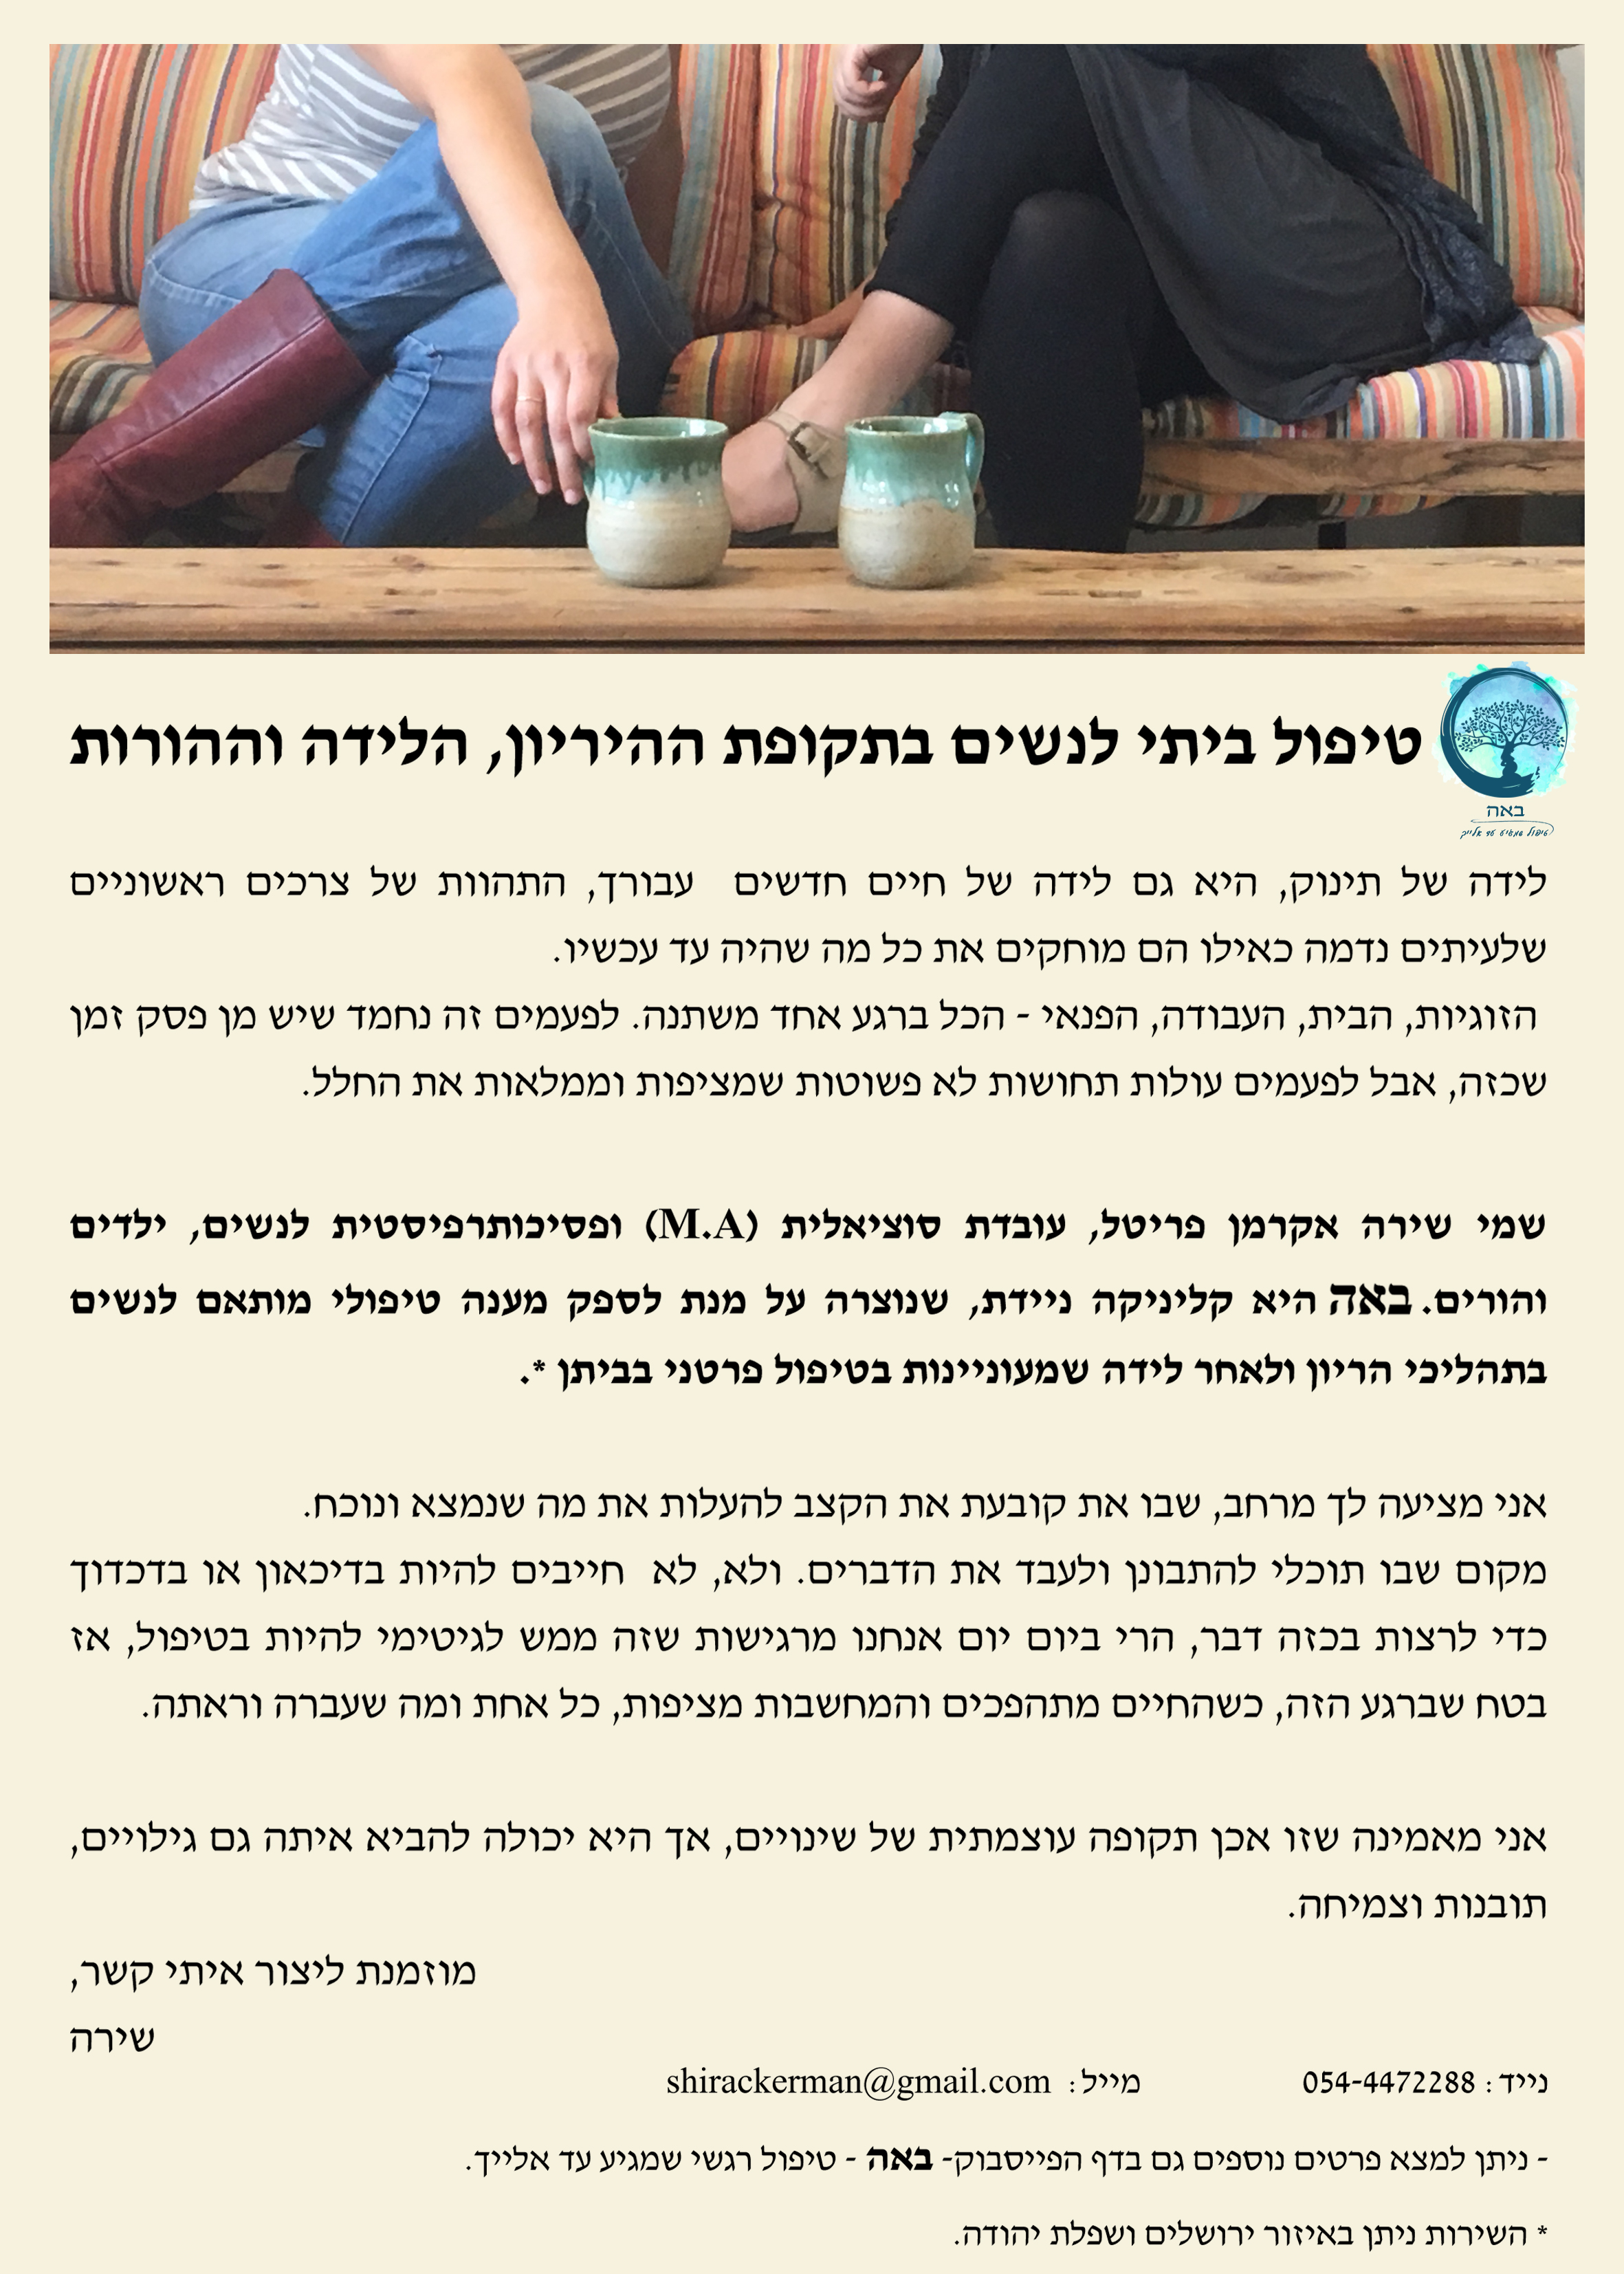 טיפול ביתי לנשים בתקופת ההיריון, הלידה וההורות
באה
טיפול שמגיע עד אלייך
לידה של תינוק, היא גם לידה של חיים חדשים עבורך, התהוות של צרכים ראשוניים
שלעיתים נדמה כאילו הם מוחקים את כל מה שהיה עד עכשיו.
הזוגיות, הבית, העבודה, הפנאי - הכל ברגע אחד משתנה. לפעמים זה נחמד שיש מן פסק זמן
שכזה, אבל לפעמים עולות תחושות לא פשוטות שמציפות וממלאות את החלל.
שמי שירה אקרמן פריטל, עובדת סוציאלית (M.A) ופסיכותרפיסטית לנשים, ילדים
והורים. באה היא קליניקה ניידת, שנוצרה על מנת לספק מענה טיפולי מותאם לנשים
בתהליכי הריון ולאחר לידה שמעוניינות בטיפול פרטני בביתן *.
אני מציעה לך מרחב, שבו את קובעת את הקצב להעלות את מה שנמצא ונוכח.
מקום שבו תוכלי להתבונן ולעבד את הדברים. ולא, לא חייבים להיות בדיכאון או בדכדוך
כדי לרצות בכזה דבר, הרי ביום יום אנחנו מרגישות שזה ממש לגיטימי להיות בטיפול, אז
בטח שברגע הזה, כשהחיים מתהפכים והמחשבות מציפות, כל אחת ומה שעברה וראתה.
אני מאמינה שזו אכן תקופה עוצמתית של שינויים, אך היא יכולה להביא איתה גם גילויים,
תובנות וצמיחה.
מוזמנת ליצור איתי קשר,
שירה
נייד: 054-4472288 מייל: shirackerman@gmail.com
- ניתן למצא פרטים נוספים גם בדף הפייסבוק- באה - טיפול רגשי שמגיע עד אלייך.
* השירות ניתן באיזור ירושלים ושפלת יהודה.